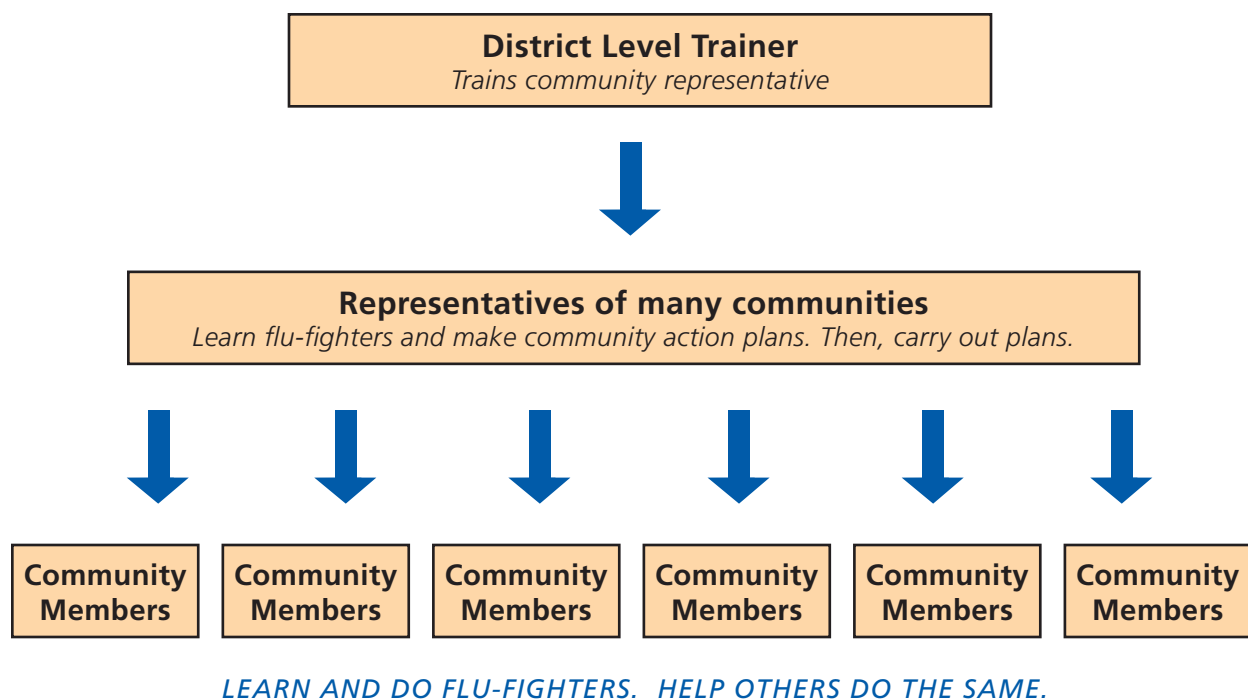 District Level Trainer
Trains community representative
Representatives of many communities
Learn flu-fighters and make community action plans. Then, carry out plans.
Community
Members
Community
Members
Community
Members
Community
Members
Community
Members
Community
Members
LEARN AND DO FLU-FIGHTERS. HELP OTHERS DO THE SAME.